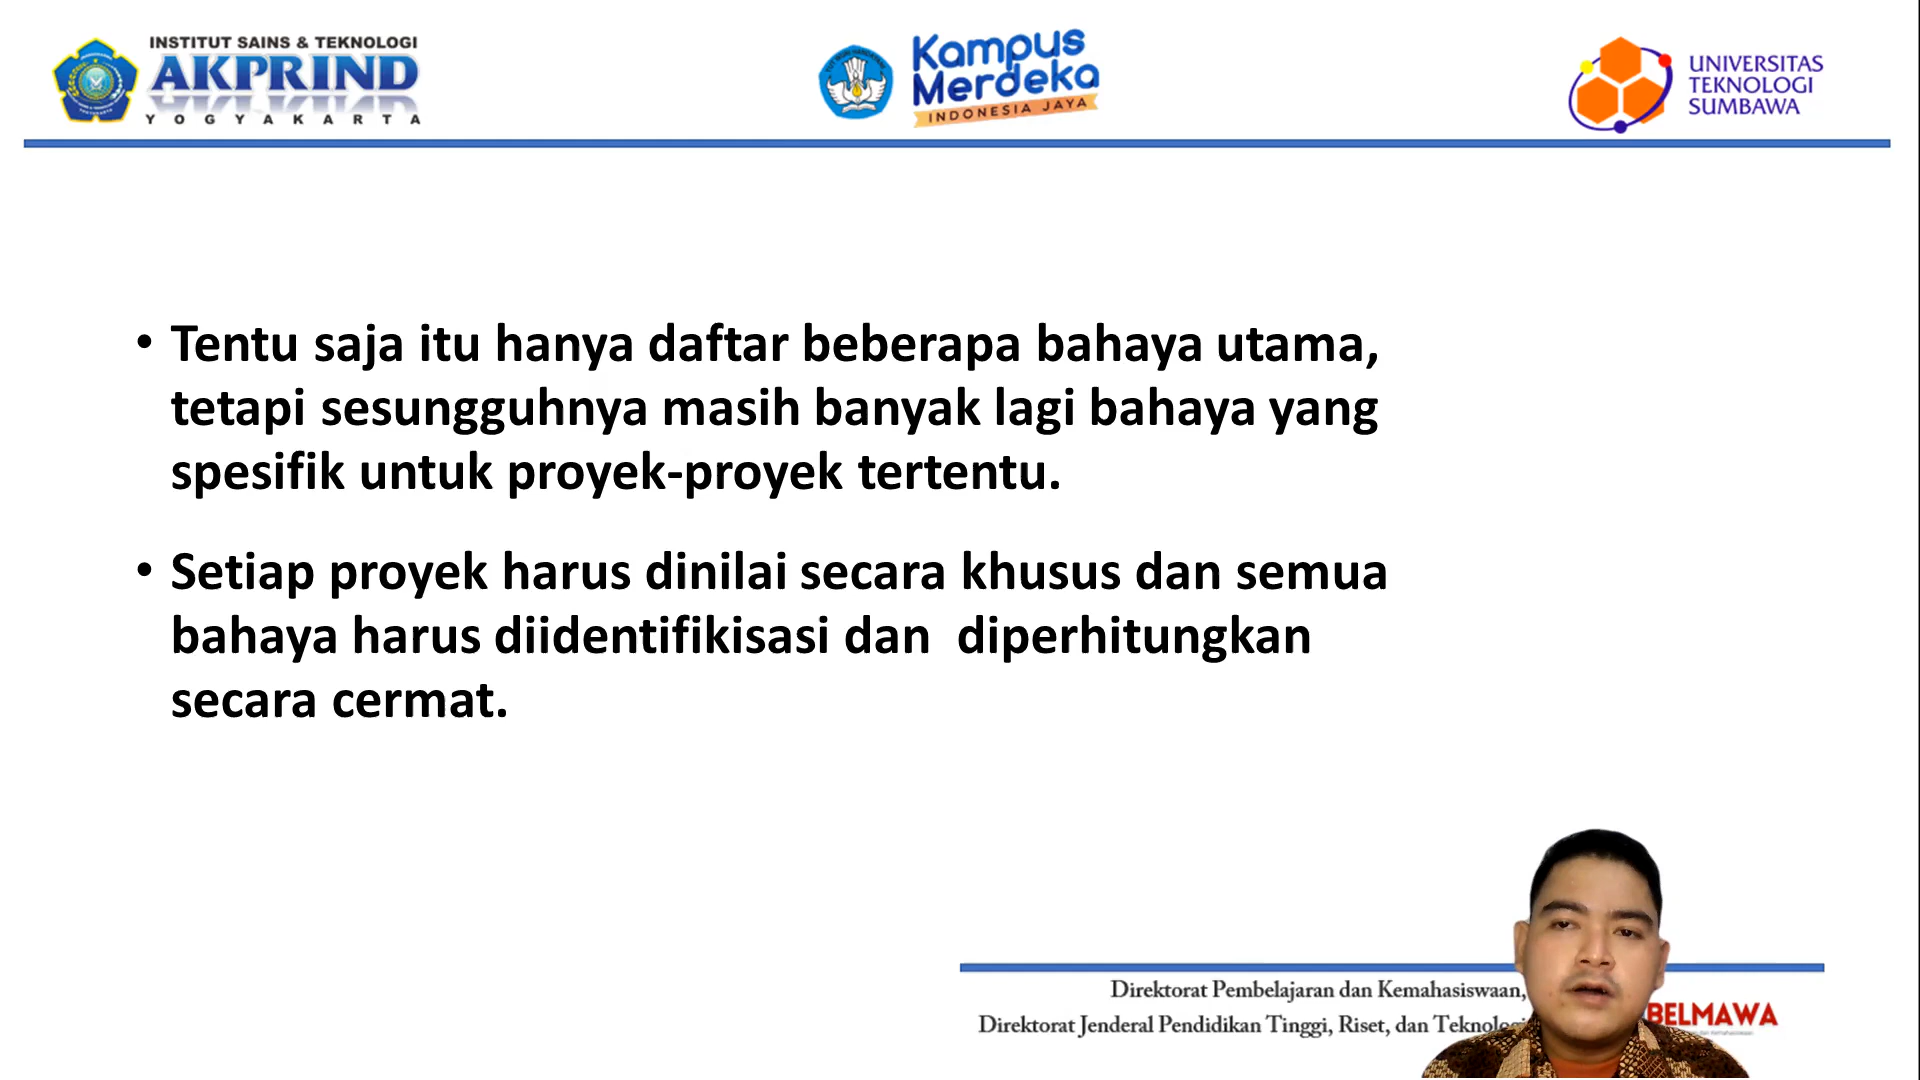 INSTITUT SAINS & TEKNOLOGI
AKPRIND
YOGYAKARTA
Kampus
Merdeka
INDONESIA JAYA
UNIVERSITAS
TEKNOLOGI
SUMBAWA
• Tentu saja itu hanya daftar beberapa bahaya utama,
tetapi sesungguhnya masih banyak lagi bahaya yang
spesifik untuk proyek-proyek tertentu.
• Setiap proyek harus dinilai secara khusus dan semua
bahaya harus diidentifikisasi dan  diperhitungkan
secara cermat.
Direktorat Pembelajaran dan Kemahasiswaan,
Direktorat Jenderal Pendidikan Tinggi, Riset, dan
BELMAWA